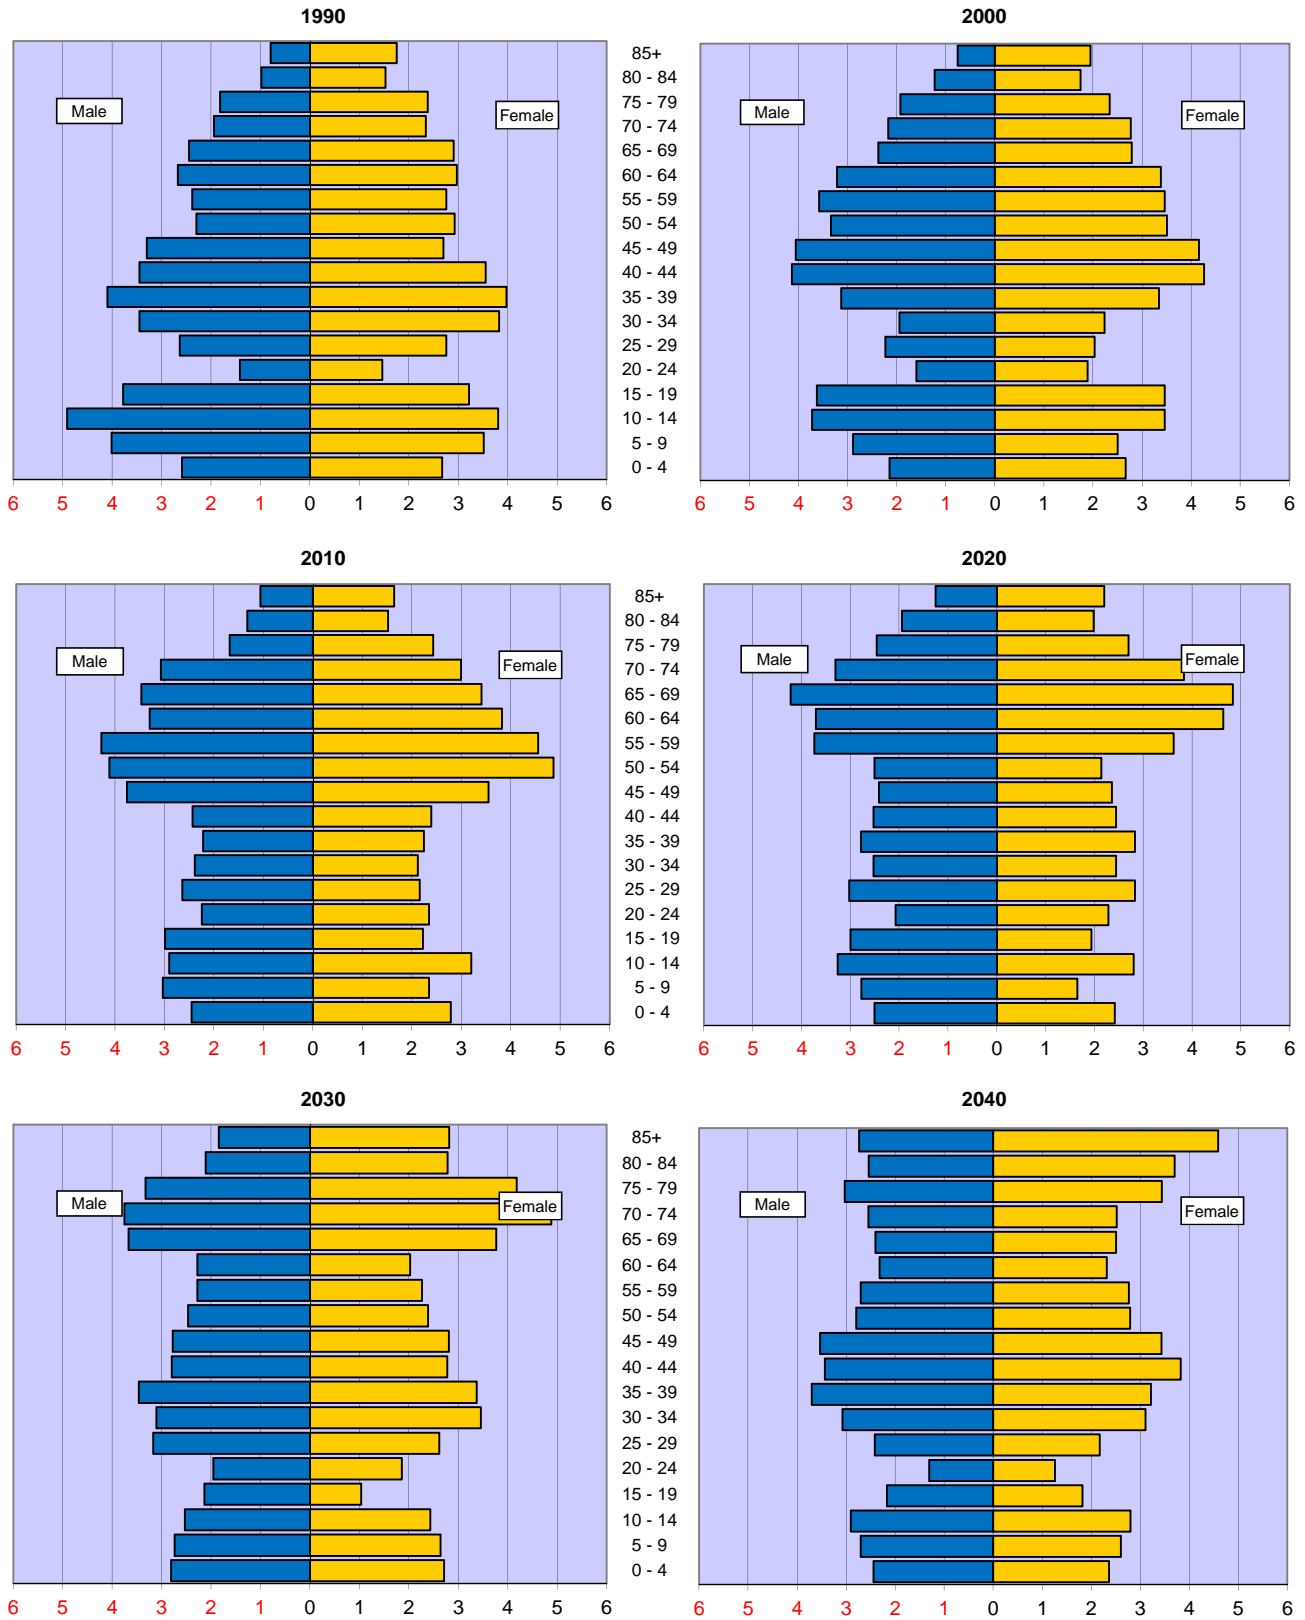 1990
2000
Male
Female
Male
Female
85+
80 - 84
75 - 79
70 - 74
65 - 69
60 - 64
55 - 59
50 - 54
45 - 49
40 - 44
35 - 39
30 - 34
25 - 29
20 - 24
15 - 19
10 - 14
5 - 9
0 - 4
6 5 4 3 2 1 0 1 2 3 4 5 6
6 5 4 3 2 1 0 1 2 3 4 5 6
2010
2020
Male
Female
Male
Female
85+
80 - 84
75 - 79
70 - 74
65 - 69
60 - 64
55 - 59
50 - 54
45 - 49
40 - 44
35 - 39
30 - 34
25 - 29
20 - 24
15 - 19
10 - 14
5 - 9
0 - 4
6 5 4 3 2 1 0 1 2 3 4 5 6
6 5 4 3 2 1 0 1 2 3 4 5 6
2030
2040
Male
Female
Male
Female
85+
80 - 84
75 - 79
70 - 74
65 - 69
60 - 64
55 - 59
50 - 54
45 - 49
40 - 44
35 - 39
30 - 34
25 - 29
20 - 24
15 - 19
10 - 14
5 - 9
0 - 4
6 5 4 3 2 1 0 1 2 3 4 5 6
6 5 4 3 2 1 0 1 2 3 4 5 6